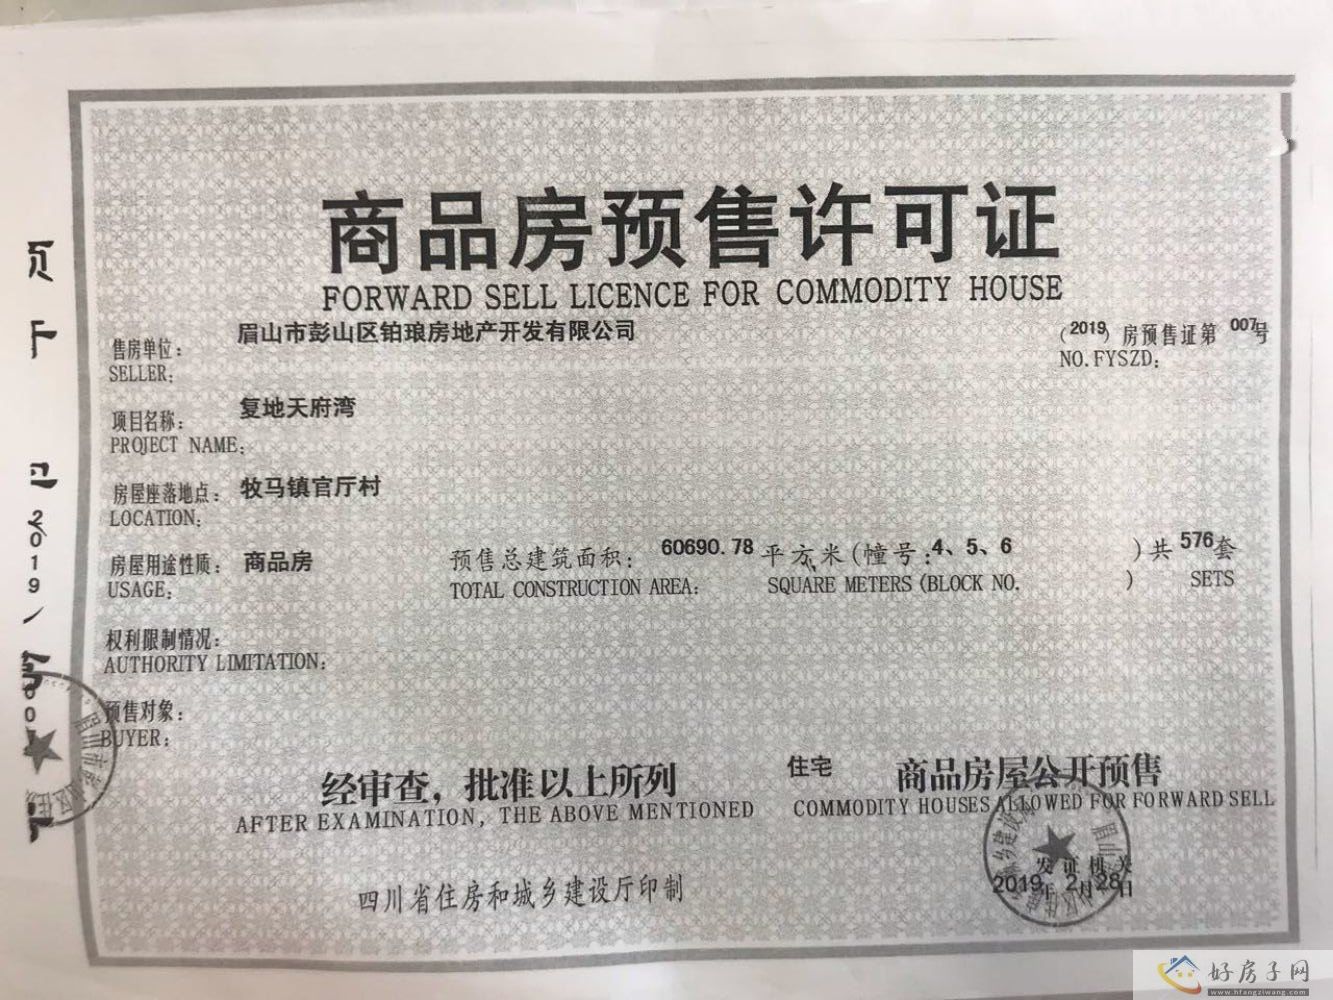 商品房预售许可证
FORWARD SELL LICENCE FOR COMMODITY HOUSE
售房单位： 眉山市彭山区铂琅房地产开发有限公司 （2019）房预售证第 007号
SELLER: NO.FYSZD:
项目名称： 复地天府湾
PROJECT NAME:
房屋座落地点： 牧马镇官厅村
LOCATION:
房屋用途性质： 商品房 预售总建筑面积： 60690.78 平方米(幢号:4、5、6 )共 576套
USAGE: TOTAL CONSTRUCTION AREA: SQUARE METERS (BLOCK NO. ) SETS
权利限制情况：
AUTHORITY LIMITATION:
预售对象：
BUYER:
经审查，批准以上所列 住宅 商品房屋公开预售
AFTER EXAMINATION, THE ABOVE MENTIONED COMMODITY HOUSES ALLOWED FOR FORWARD SELL
发证机关
四川省住房和城乡建设厅印制 2019年 2月28日
2019
好房子网
www.hfangziwang.com